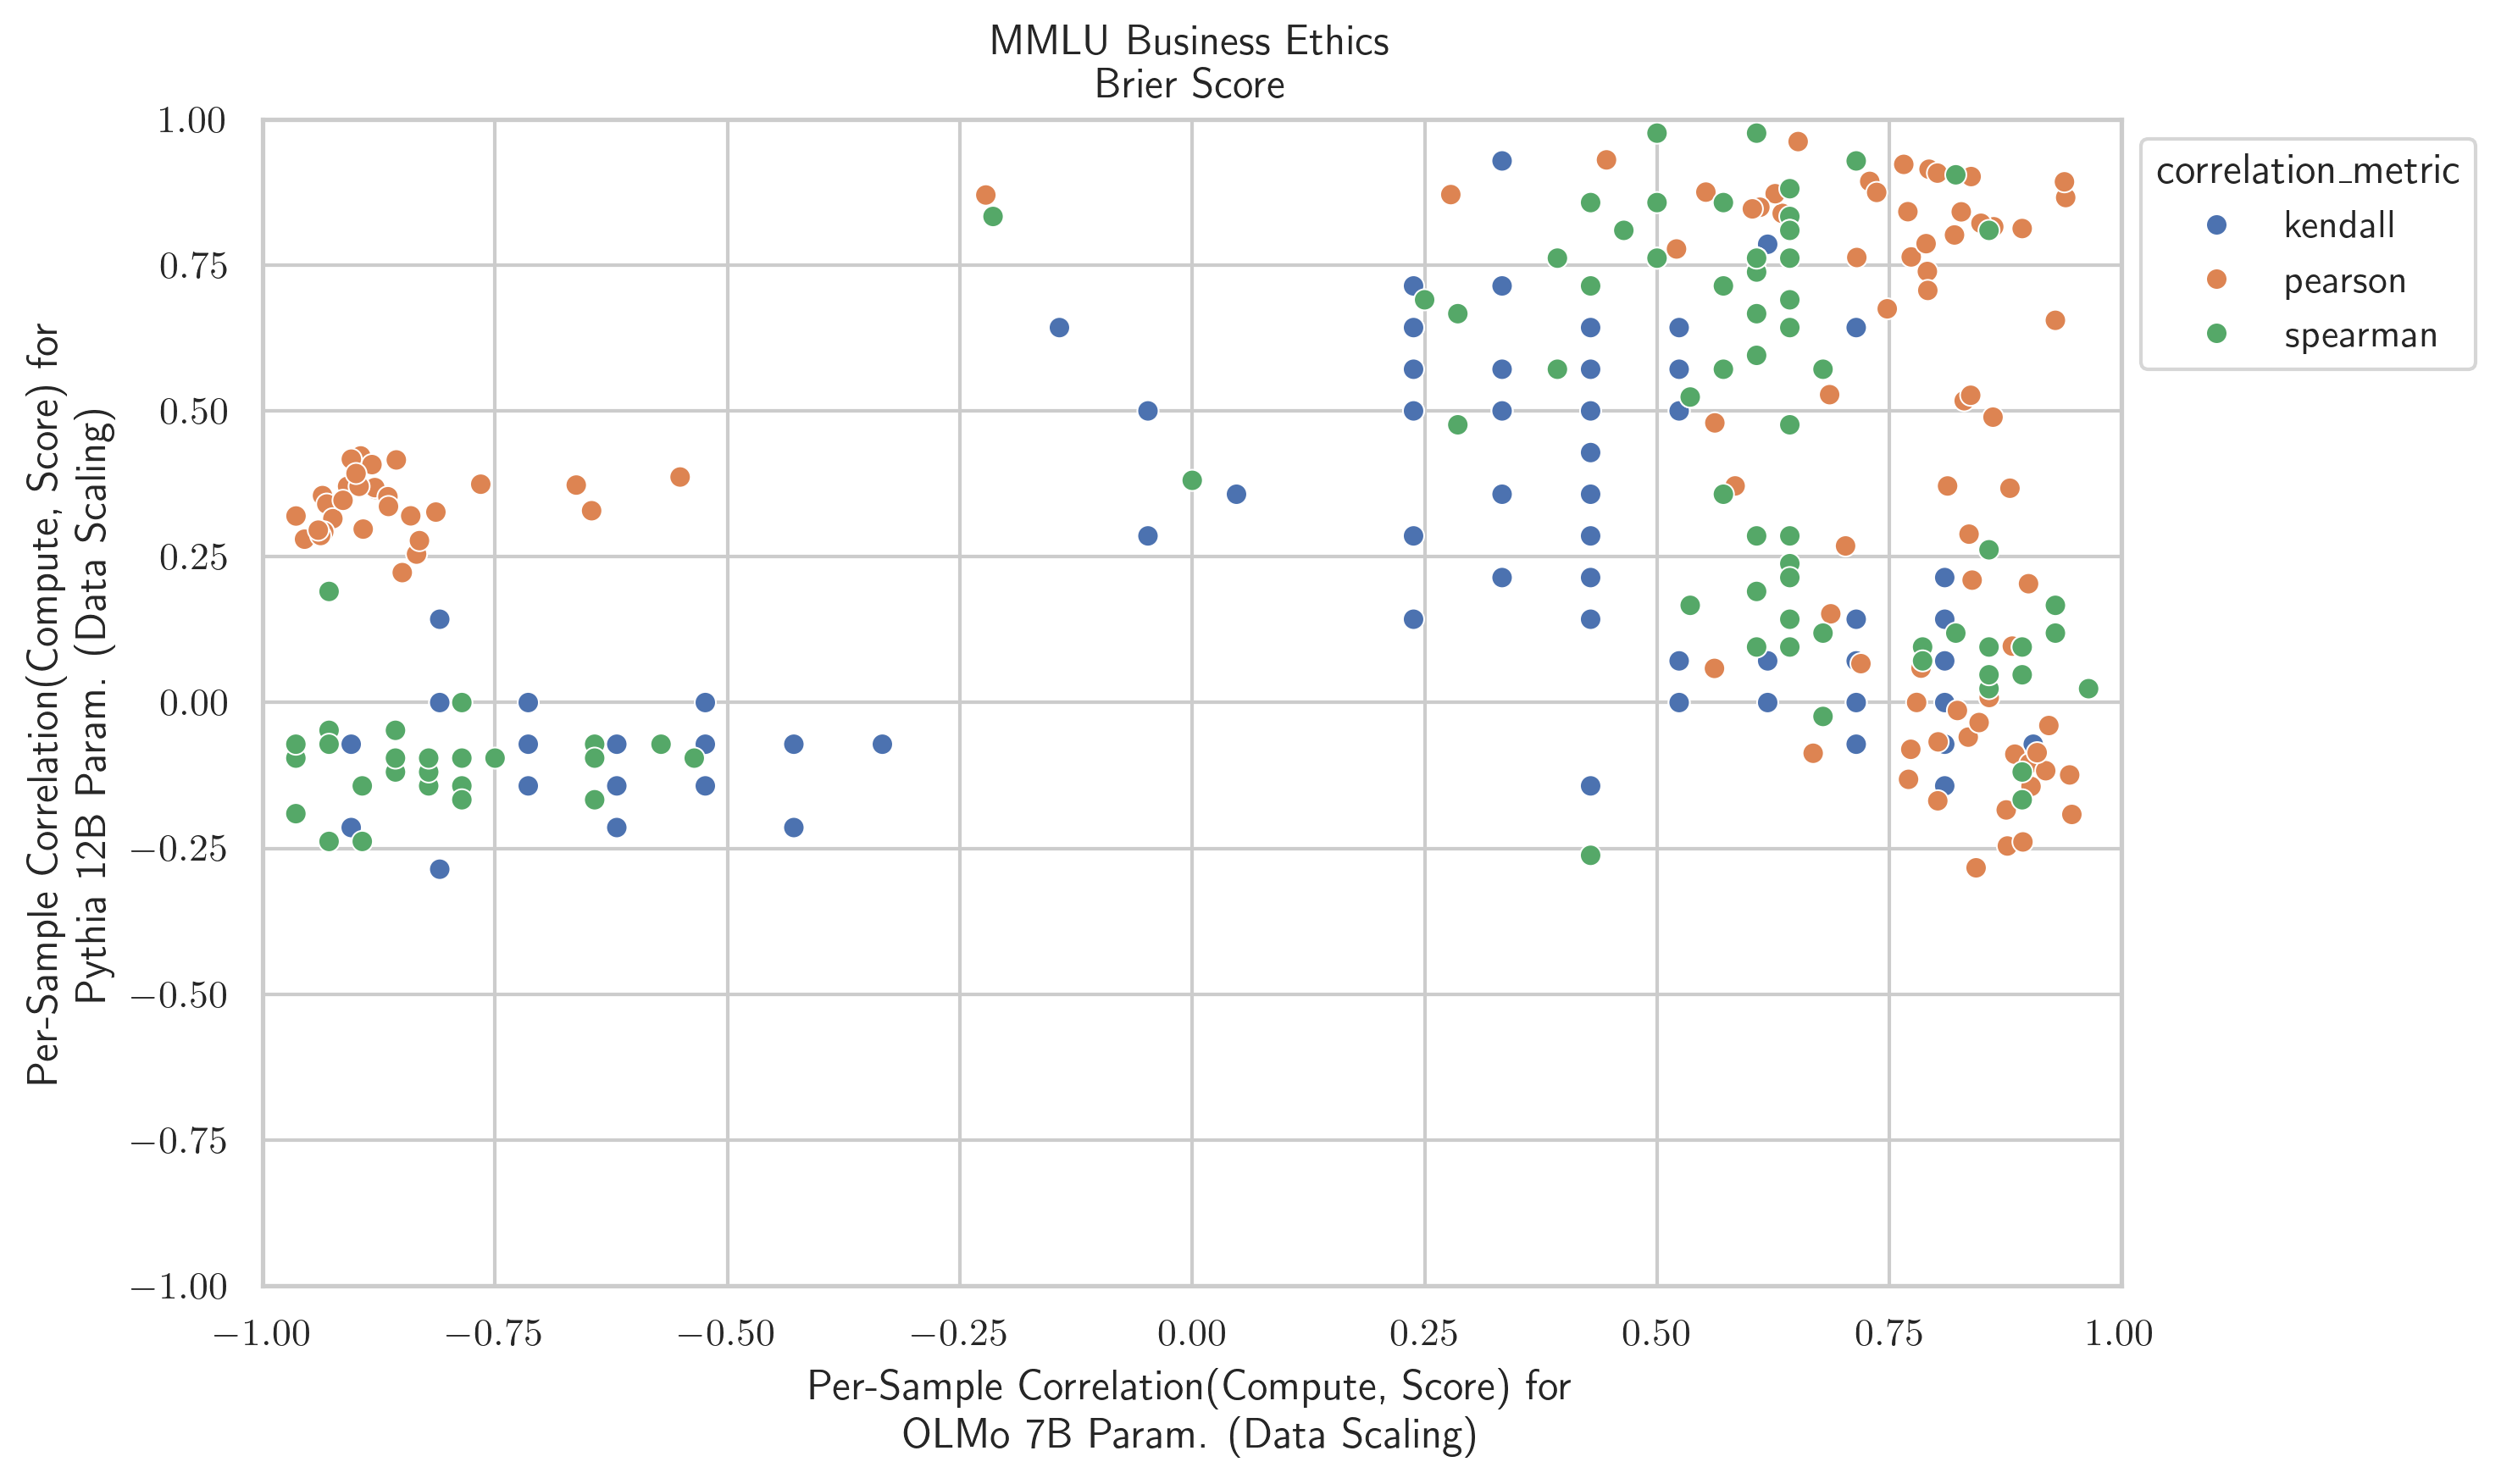 MMLU Business Ethics
Brier Score
Per-Sample Correlation(Compute, Score) for
Pythia 12B Param. (Data Scaling)
1.00
0.75
0.50
0.25
0.00
−0.25
−0.50
−0.75
−1.00
−1.00 −0.75 −0.50 −0.25 0.00 0.25 0.50 0.75 1.00
Per-Sample Correlation(Compute, Score) for
OLMo 7B Param. (Data Scaling)
correlation_metric
kendall
pearson
spearman